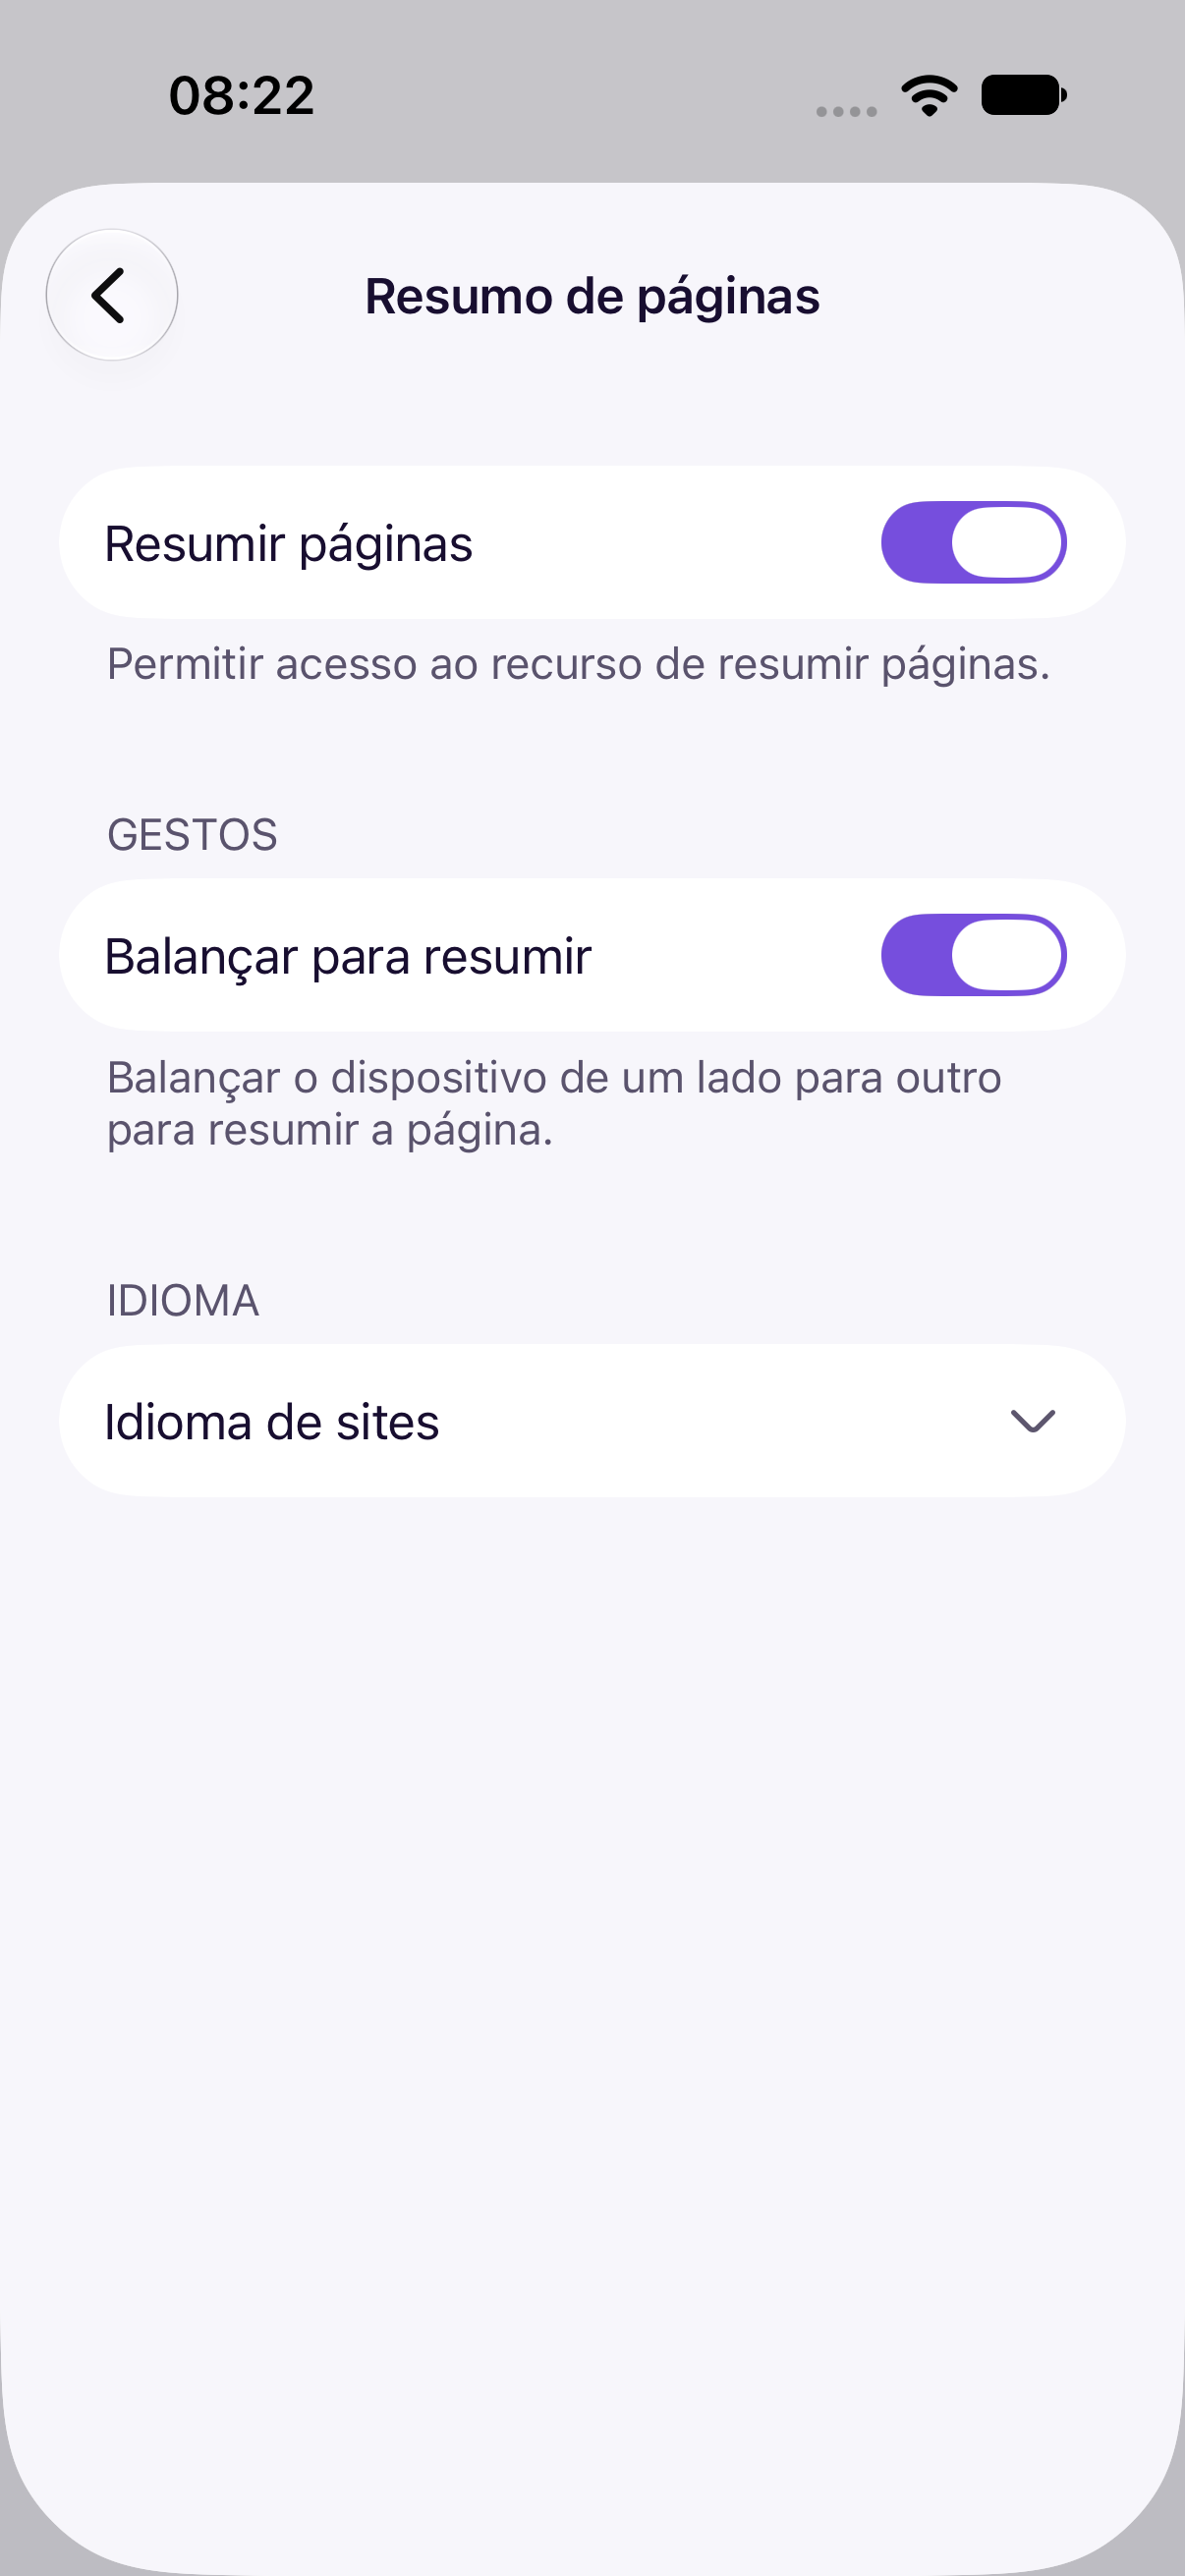 08:22
Resumo de páginas
Resumir páginas
Permitir acesso ao recurso de resumir páginas.
GESTOS
Balançar para resumir
Balançar o dispositivo de um lado para outro
para resumir a página.
IDIOMA
Idioma de sites